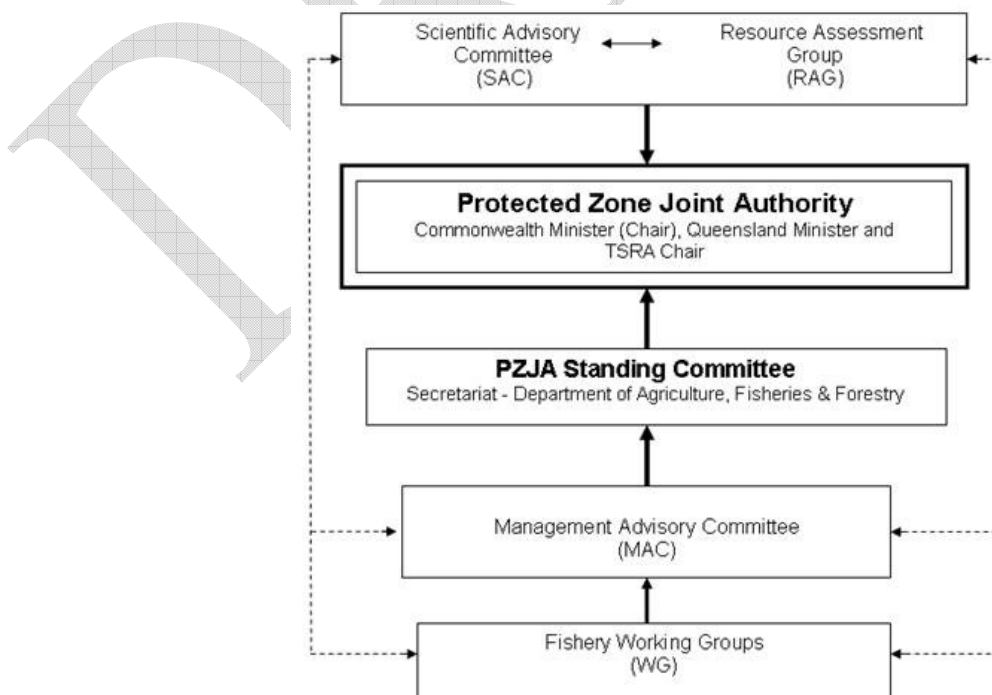 Scientific Advisory
Committee
(SAC)
Resource Assessment
Group
(RAG)
Protected Zone Joint Authority
Commonwealth Minister (Chair), Queensland Minister and
TSRA Chair
PZJA Standing Committee
Secretariat - Department of Agriculture, Fisheries & Forestry
Management Advisory Committee
(MAC)
Fishery Working Groups
(WG)